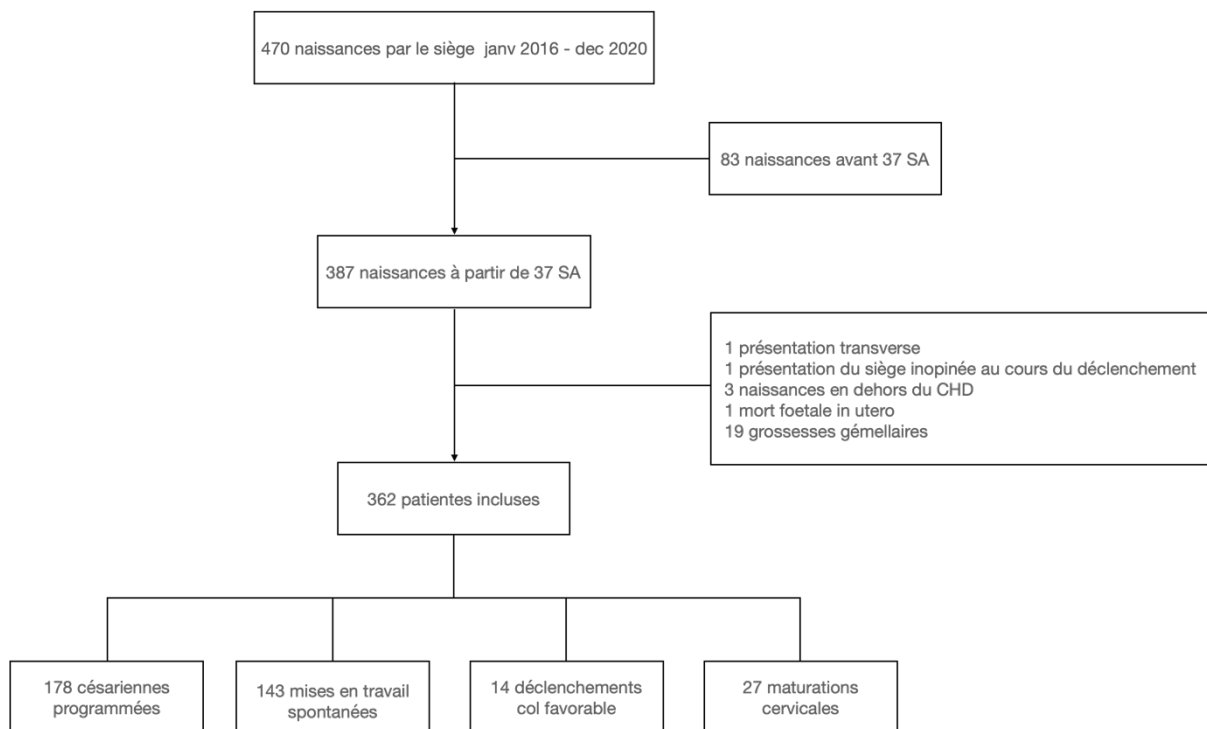 470 naissances par le siège  janv 2016 - dec 2020
83 naissances avant 37 SA
387 naissances à partir de 37 SA
1 présentation transverse
1 présentation du siège inopinée au cours du déclenchement
3 naissances en dehors du CHD
1 mort foetale in utero
19 grossesses gémellaires
362 patientes incluses
178 césariennes
programmées
143 mises en travail
spontanées
14 déclenchements
col favorable
27 maturations
cervicales